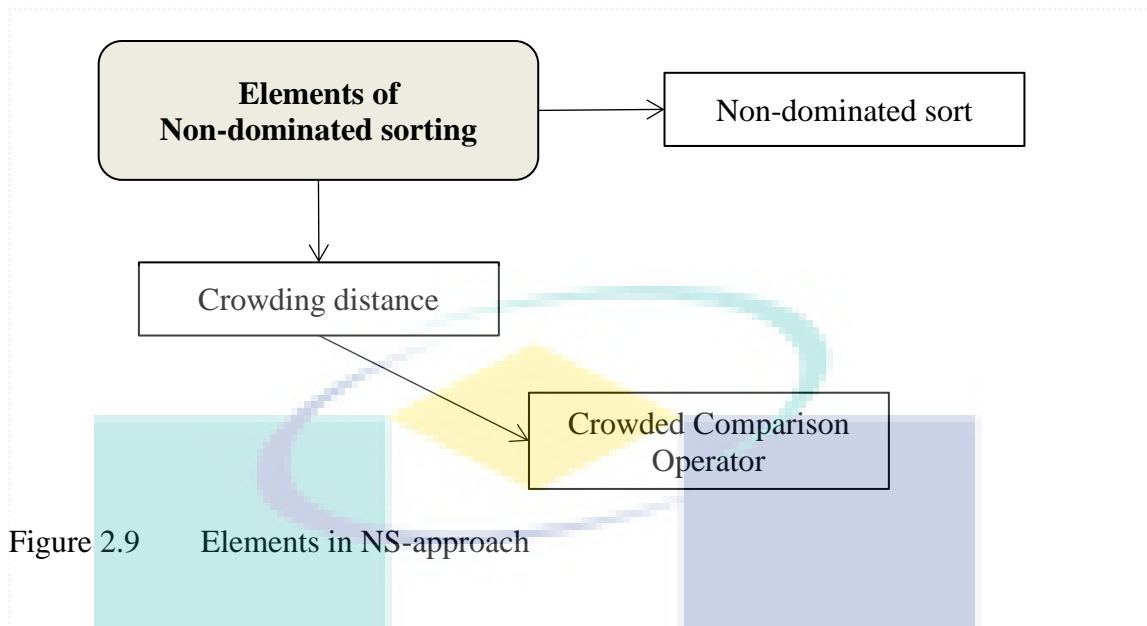 Elements of
Non-dominated sorting
Non-dominated sort
Crowding distance
Crowded Comparison
Operator
Figure 2.9 Elements in NS-approach